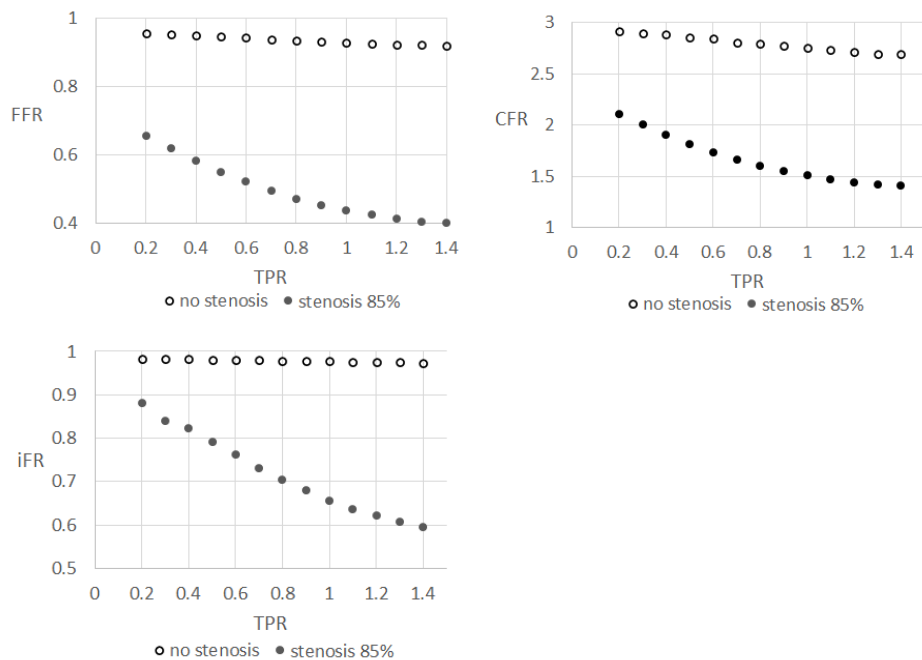 1
0.8
FFR
0.6
0.4
0 0.2 0.4 0.6 0.8 1 1.2 1.4
TPR
no stenosis stenosis 85%
3
2.5
CFR
2
1.5
1
0 0.2 0.4 0.6 0.8 1 1.2 1.4
TPR
no stenosis stenosis 85%
1
0.9
0.8
iFR
0.7
0.6
0.5
0 0.2 0.4 0.6 0.8 1 1.2 1.4
TPR
no stenosis stenosis 85%